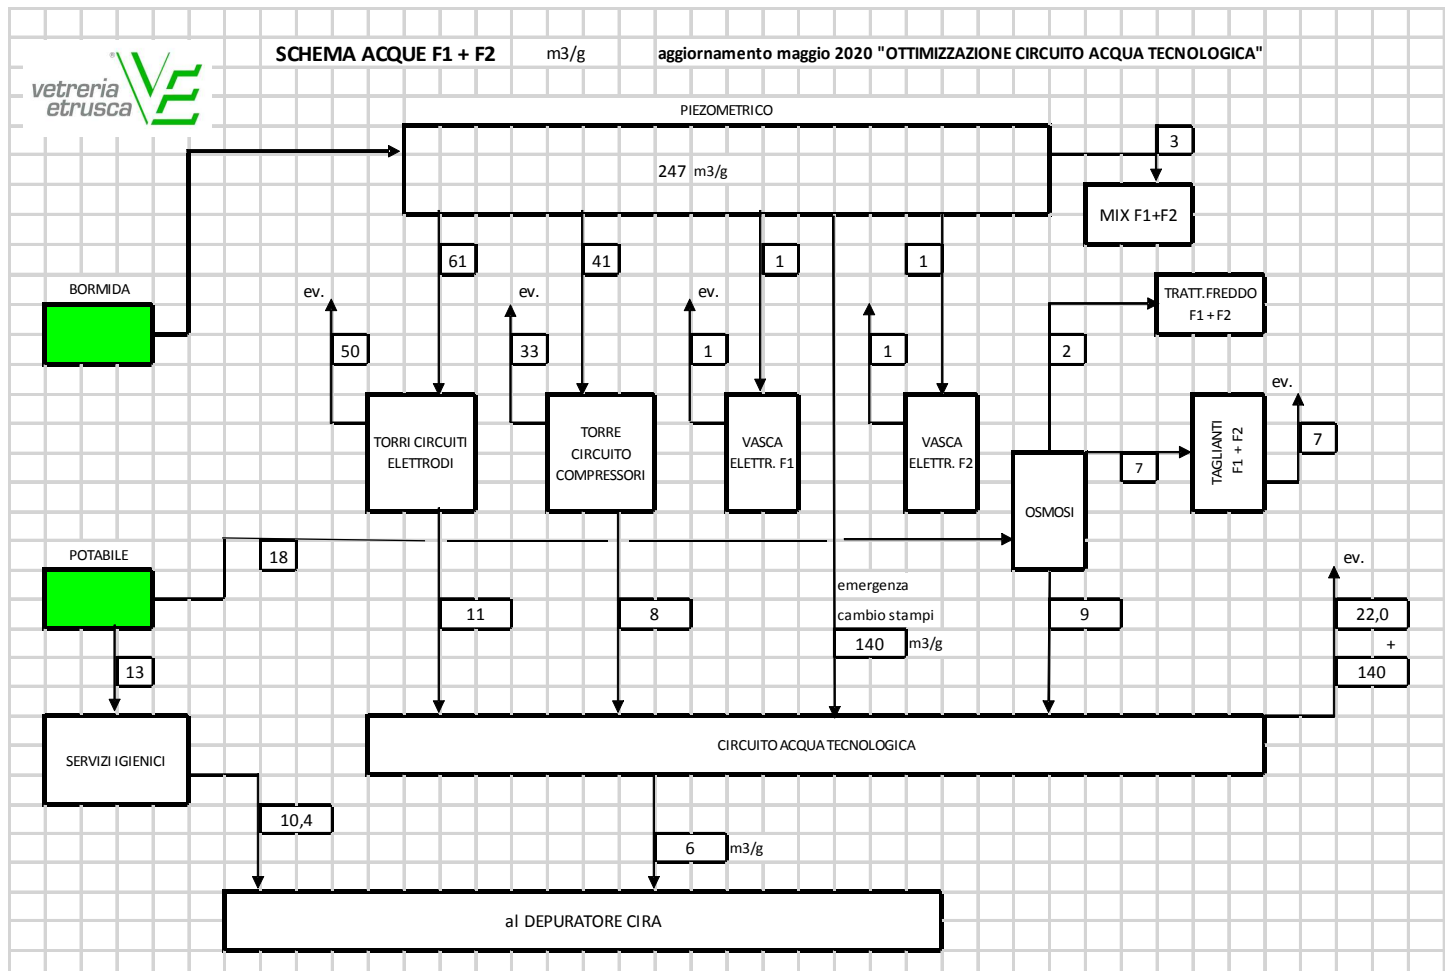 SCHEMA ACQUE F1 + F2 m3/g aggiornamento maggio 2020 "OTTIMIZZAZIONE CIRCUITO ACQUA TECNOLOGICA"
vetreria
etrusca
VE
®
PIEZOMETRICO
247 m3/g
3
MIX F1+F2
61
41
1
1
BORMIDA
ev.
ev.
ev.
TRATT.FREDDO
F1 + F2
50
33
1
1
2
ev.
TORRI CIRCUITI
ELETTRODI
TORRE
CIRCUITO
COMPRESSORI
VASCA
ELETTR. F1
VASCA
ELETTR. F2
TAGLIANTI
F1 + F2
7
7
OSMOSI
POTABILE
18
ev.
emergenza
cambio stampi
140 m3/g
11
8
9
22,0
+
140
13
SERVIZI IGIENICI
CIRCUITO ACQUA TECNOLOGICA
10,4
6 m3/g
al DEPURATORE CIRA